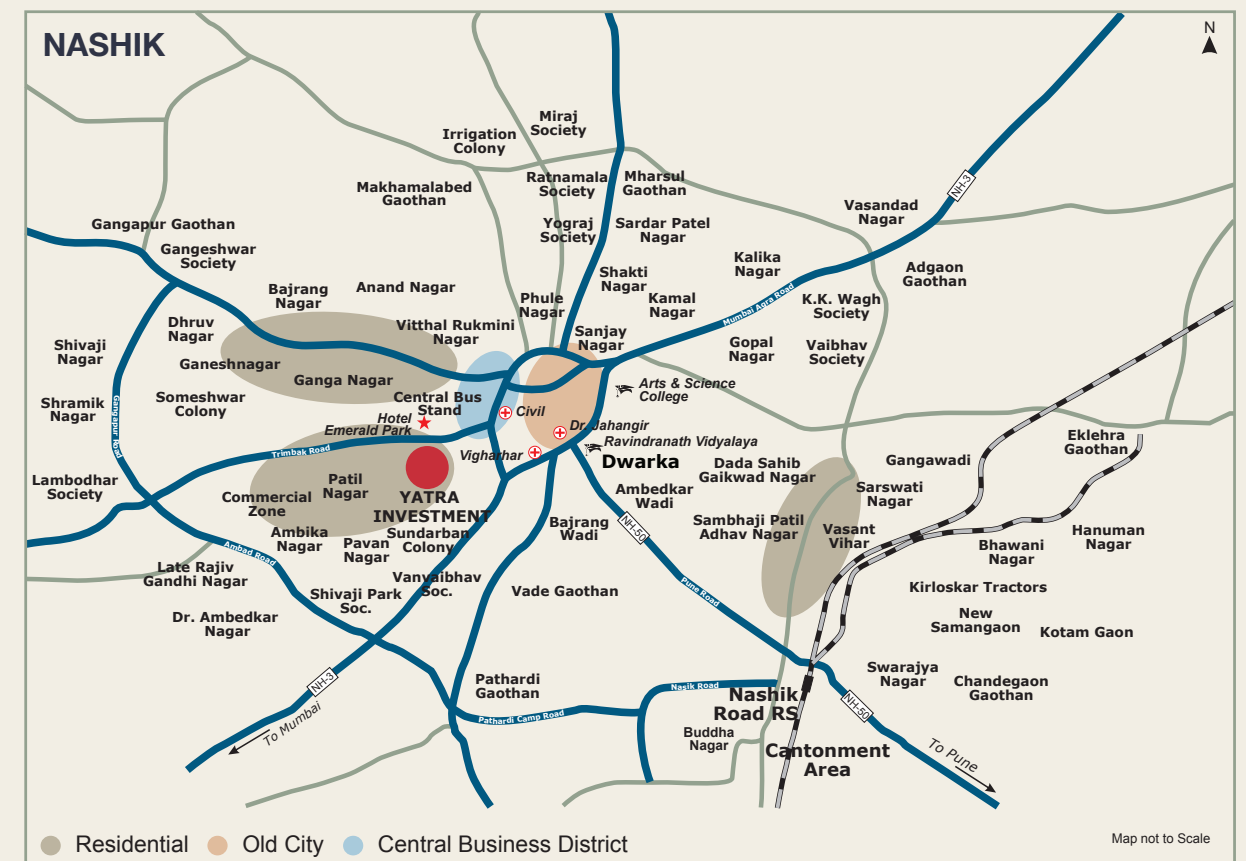 NASHIK
N
Miraj
Society
Irrigation
Colony
Ratnamala
Society
Mharsul
Gaothan
Makhamalabed
Gaothan
NH-3
Vasandad
Nagar
Gangapur Gaothan
Yograj
Society
Sardar Patel
Nagar
Gangeshwar
Society
Kalika
Nagar
Adgaon
Gaothan
Shakti
Nagar
Bajrang
Nagar
Anand Nagar
Phule
Nagar
Kamal
Nagar
Mumbai Agra Road
K.K. Wagh
Society
Dhruv
Nagar
Vitthal Rukmini
Nagar
Sanjay
Nagar
Shivaji
Nagar
Gopal
Nagar
Vaibhav
Society
Ganeshnagar
Ganga Nagar
Arts & Science
College
Shramik
Nagar
Gangapur Road
Someshwar
Colony
Central Bus
Stand
Civil
Hotel
Emerald Park
Dr. Jahangir
Ravindranath Vidyalaya
Trimbak Road
Vigharhar
Dwarka
Eklehra
Gaothan
Lambodhar
Society
Patil
Nagar
Dada Sahib
Gaikwad Nagar
Gangawadi
Commercial
Zone
YATRA
INVESTMENT
Ambedkar
Wadi
Sarswati
Nagar
Ambika
Nagar
Pavan
Nagar
Sundarban
Colony
Bajrang
Wadi
NH-50
Sambhaji Patil
Adhav Nagar
Vasant
Vihar
Hanuman
Nagar
Ambad Road
Bhawani
Nagar
Late Rajiv
Gandhi Nagar
Vanvaibhav
Soc.
Shivaji Park
Soc.
Vade Gaothan
Pune Road
Kirloskar Tractors
Dr. Ambedkar
Nagar
New
Samangaon
Kotam Gaon
NH-3
Pathardi
Gaothan
Swarajya
Nagar
Chandegaon
Gaothan
Nasik Road
Nashik
Road RS
NH-50
To Mumbai
Pathardi Camp Road
Buddha
Nagar
Cantonment
Area
To Pune
Residential
Old City
Central Business District
Map not to Scale